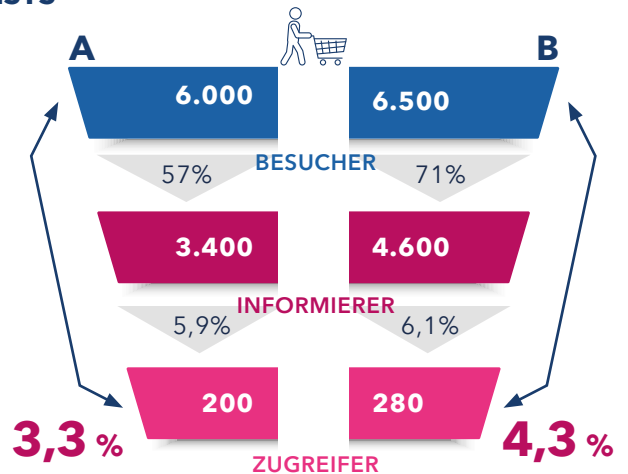 A B
6.000 6.500
BESUCHER
57% 71%
3.400 4.600
INFORMIERER
5,9% 6,1%
200 280
3,3 % 4,3 %
ZUGREIFER